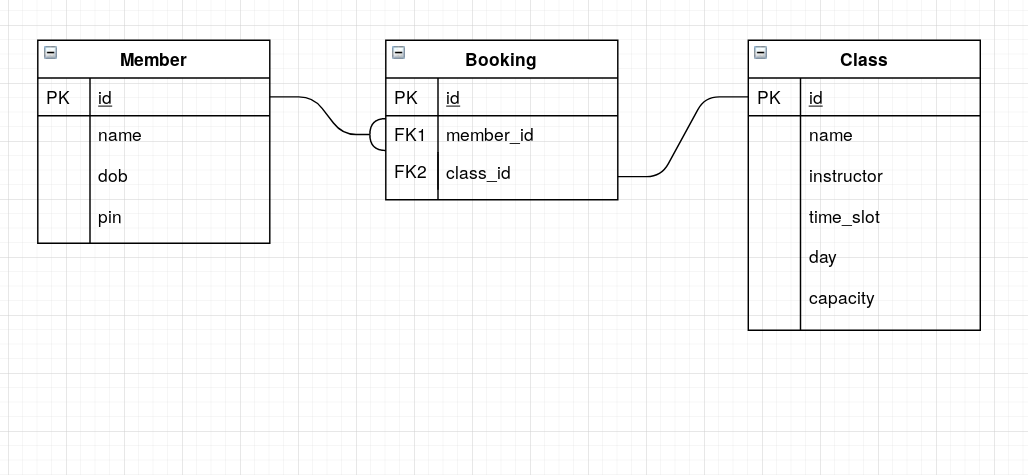 Member
PK id
name
dob
pin
Booking
PK id
FK1 member_id
FK2 class_id
Class
PK id
name
instructor
time_slot
day
capacity